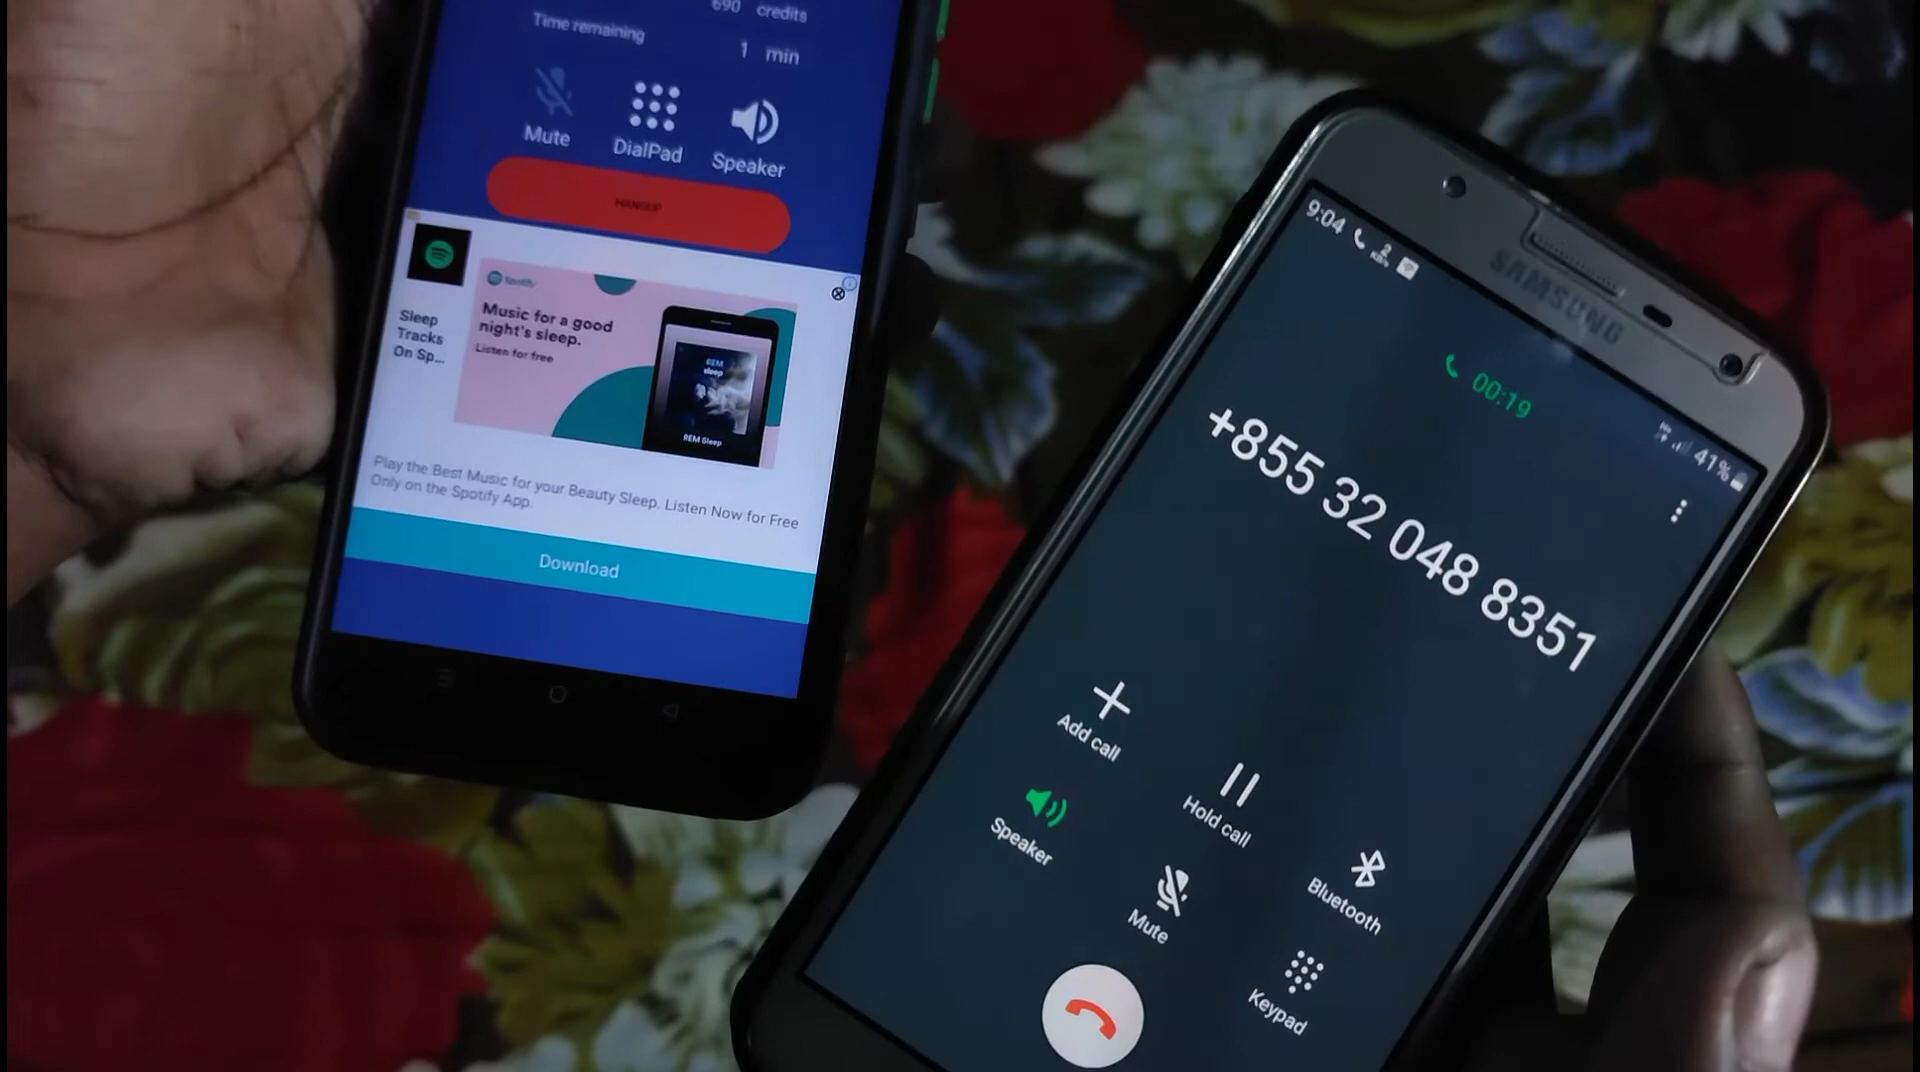 690 credits
Time remaining
1 min
Mute
DialPad
Speaker
HANGUP
Spotify
Sleep
Tracks
On Sp...
Music for a good
night's sleep.
Listen for free
REM
sleep
REM Sleep
Play the Best Music for your Beauty Sleep. Listen Now for Free
Only on the Spotify App.
Download
SAMSUNG
9:04
2
KB/s
41%
00:19
+855 32 048 8351
Add call
Hold call
Bluetooth
Speaker
Mute
Keypad